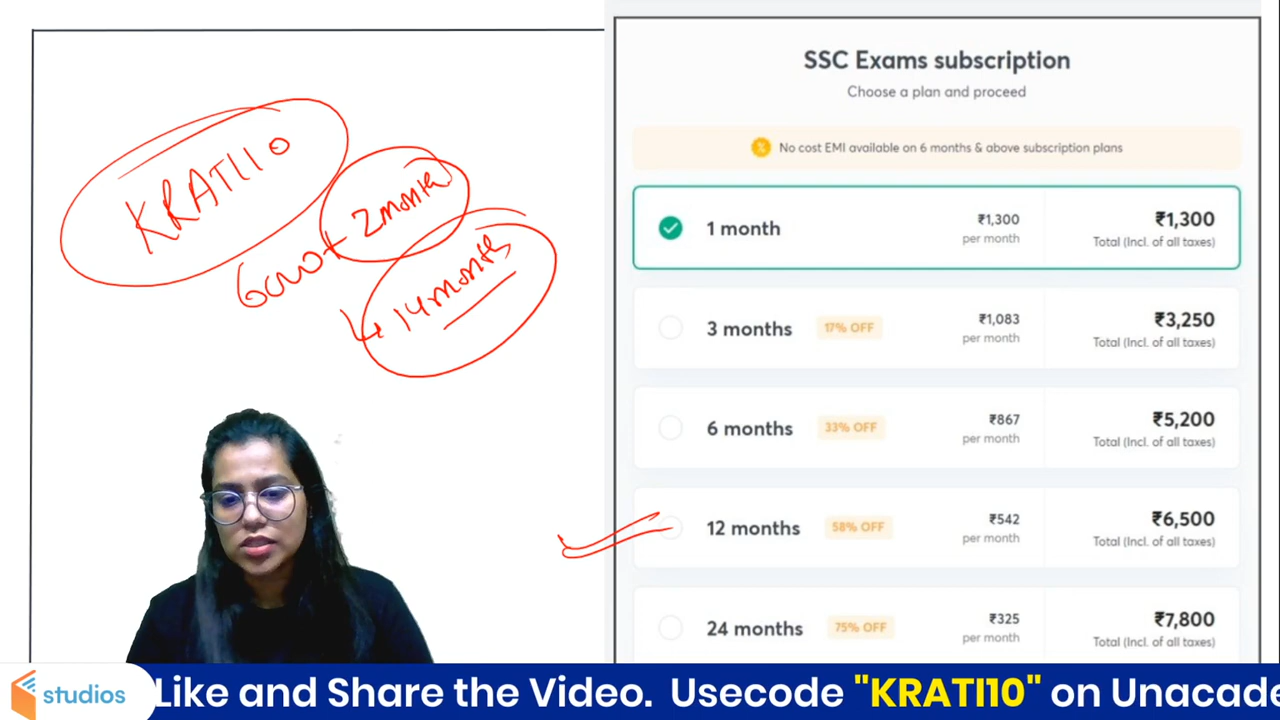 KRATI10
6000 + 2 month
↳ 14 month
SSC Exams subscription
Choose a plan and proceed
No cost EMI available on 6 months & above subscription plans
1 month ₹1,300 per month ₹1,300 Total (Incl. of all taxes)
3 months 17% OFF ₹1,083 per month ₹3,250 Total (Incl. of all taxes)
6 months 33% OFF ₹867 per month ₹5,200 Total (Incl. of all taxes)
12 months 58% OFF ₹542 per month ₹6,500 Total (Incl. of all taxes)
24 months 75% OFF ₹325 per month ₹7,800 Total (Incl. of all taxes)
studios Like and Share the Video. Usecode "KRATI10" on Unacade